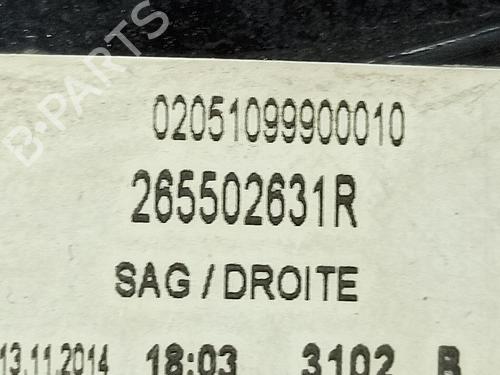 B-PARTS
02051099900010
265502631R
SAG / DROITE
13.11.2014 18:03 3102 B